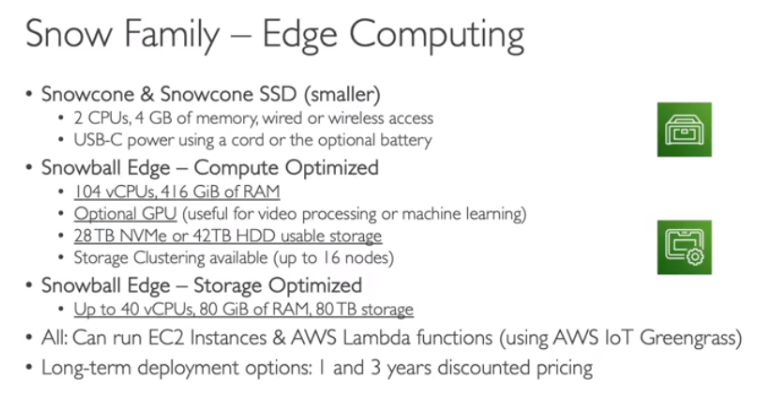 Snow Family – Edge Computing
• Snowcone & Snowcone SSD (smaller)
• 2 CPUs, 4 GB of memory, wired or wireless access
• USB-C power using a cord or the optional battery
• Snowball Edge – Compute Optimized
• 104 vCPUs, 416 GiB of RAM
• Optional GPU (useful for video processing or machine learning)
• 28 TB NVMe or 42TB HDD usable storage
• Storage Clustering available (up to 16 nodes)
• Snowball Edge – Storage Optimized
• Up to 40 vCPUs, 80 GiB of RAM, 80 TB storage
• All: Can run EC2 Instances & AWS Lambda functions (using AWS IoT Greengrass)
• Long-term deployment options: 1 and 3 years discounted pricing